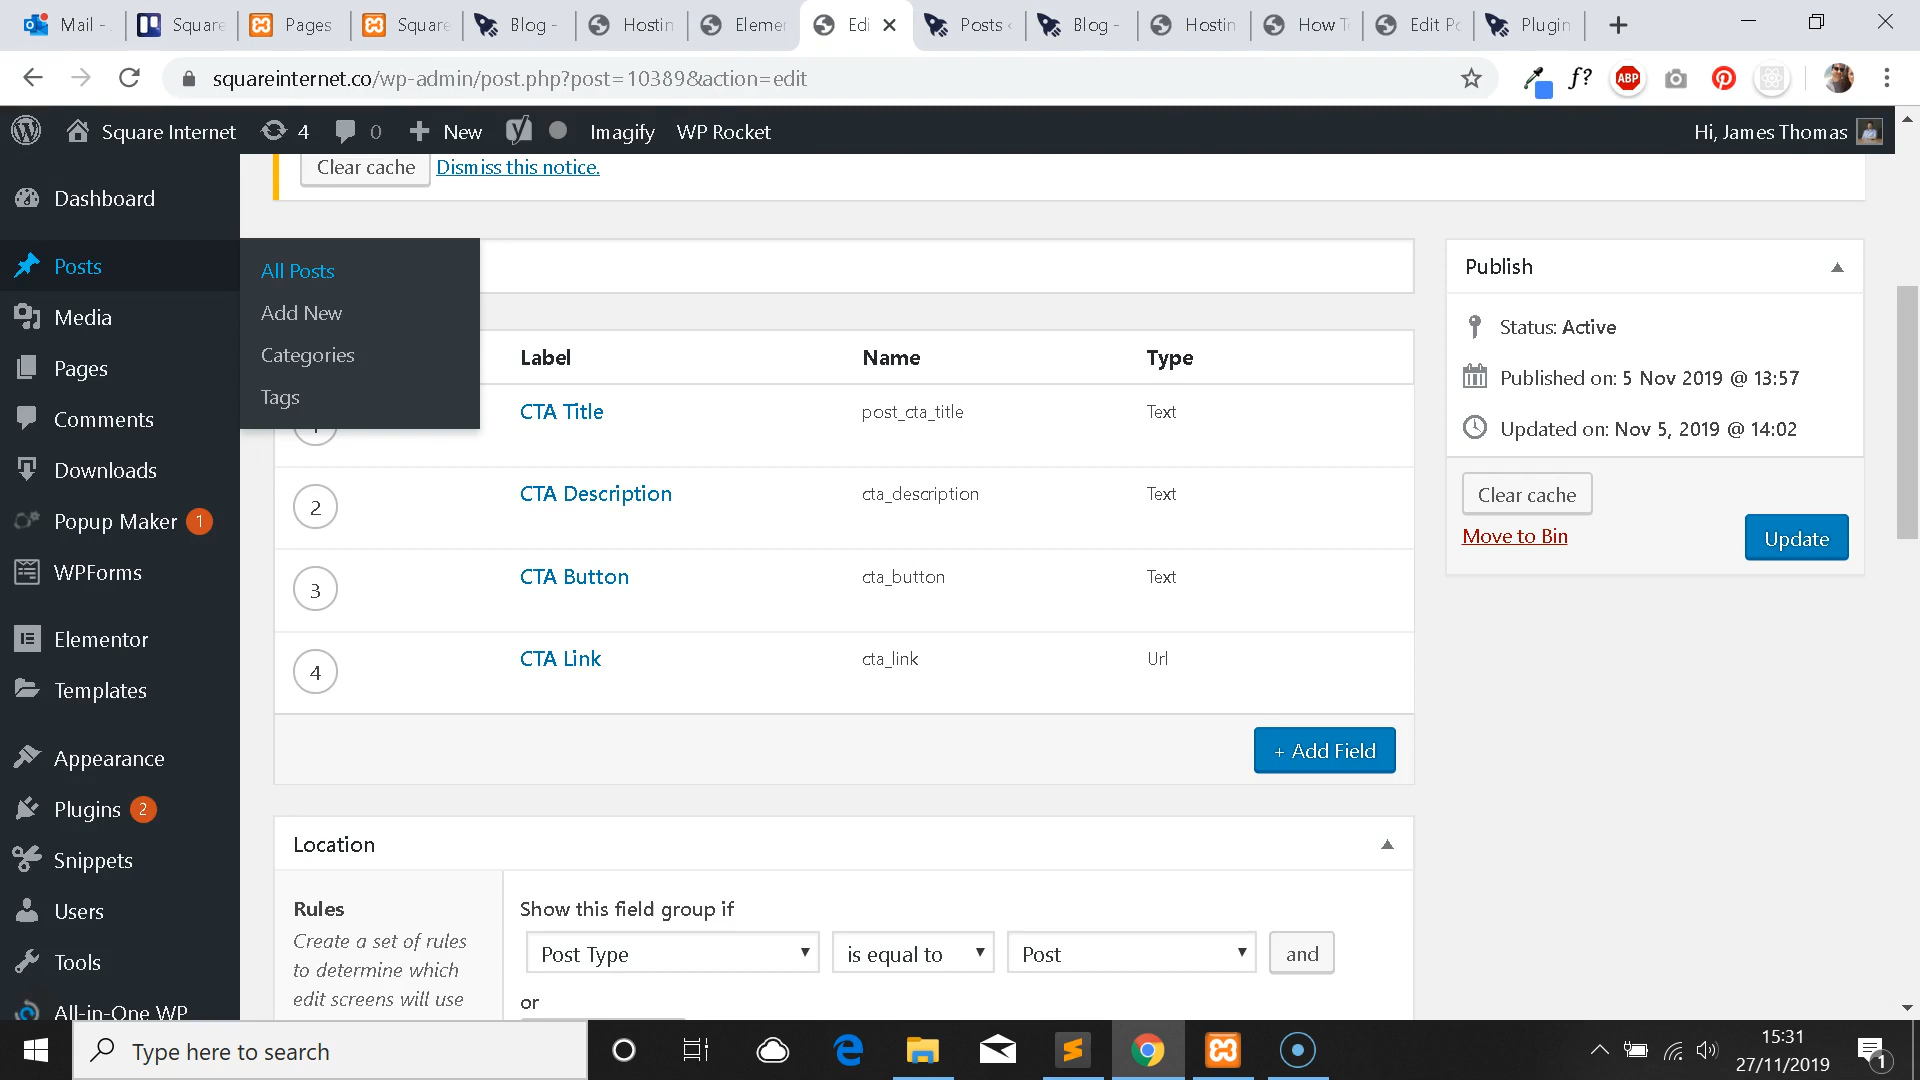 Mail -
Square
Pages
Square
Blog -
Hostin
Elemen
Edi
Posts
Blog -
Hostin
How T
Edit Po
Plugin
squareinternet.co/wp-admin/post.php?post=10389&action=edit
f?
ABP
Square Internet
4
0
New
Imagify
WP Rocket
Hi, James Thomas
Clear cache
Dismiss this notice.
Dashboard
Posts
Media
Pages
Comments
Downloads
Popup Maker 1
WPForms
Elementor
Templates
Appearance
Plugins 2
Snippets
Users
Tools
All-in-One WP
All Posts
Add New
Categories
Tags
Label Name Type
1 CTA Title post_cta_title Text
2 CTA Description cta_description Text
3 CTA Button cta_button Text
4 CTA Link cta_link Url
+ Add Field
Location
Rules
Create a set of rules
to determine which
edit screens will use
Show this field group if
Post Type is equal to Post and
or
Publish
Status: Active
Published on: 5 Nov 2019 @ 13:57
Updated on: Nov 5, 2019 @ 14:02
Clear cache
Move to Bin
Update
Type here to search
15:31
27/11/2019
1